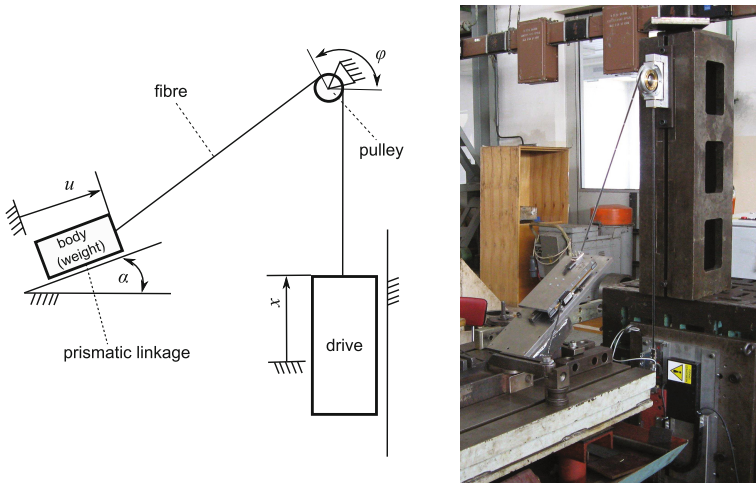 φ
fibre
pulley
u
body
(weight)
α
x
prismatic linkage
drive